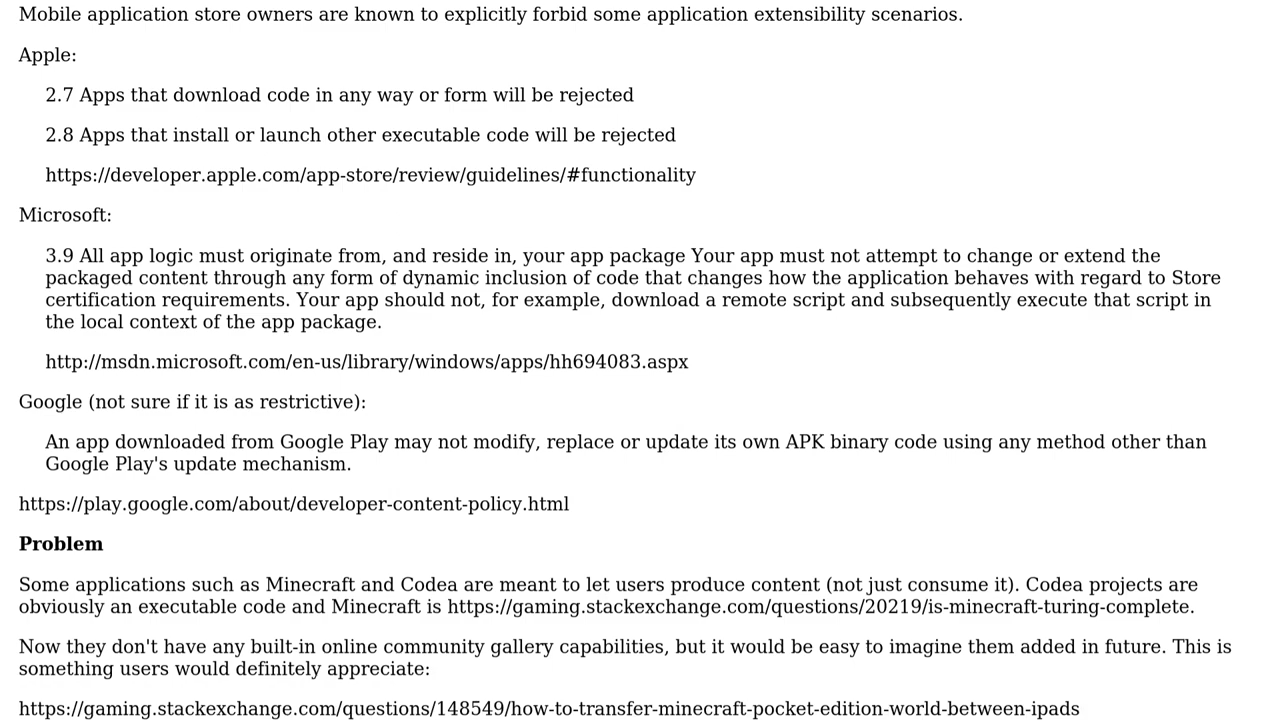 Mobile application store owners are known to explicitly forbid some application extensibility scenarios.
Apple:
2.7 Apps that download code in any way or form will be rejected
2.8 Apps that install or launch other executable code will be rejected
https://developer.apple.com/app-store/review/guidelines/#functionality
Microsoft:
3.9 All app logic must originate from, and reside in, your app package Your app must not attempt to change or extend the
packaged content through any form of dynamic inclusion of code that changes how the application behaves with regard to Store
certification requirements. Your app should not, for example, download a remote script and subsequently execute that script in
the local context of the app package.
http://msdn.microsoft.com/en-us/library/windows/apps/hh694083.aspx
Google (not sure if it is as restrictive):
An app downloaded from Google Play may not modify, replace or update its own APK binary code using any method other than
Google Play's update mechanism.
https://play.google.com/about/developer-content-policy.html
Problem
Some applications such as Minecraft and Codea are meant to let users produce content (not just consume it). Codea projects are
obviously an executable code and Minecraft is https://gaming.stackexchange.com/questions/20219/is-minecraft-turing-complete.
Now they don't have any built-in online community gallery capabilities, but it would be easy to imagine them added in future. This is
something users would definitely appreciate:
https://gaming.stackexchange.com/questions/148549/how-to-transfer-minecraft-pocket-edition-world-between-ipads